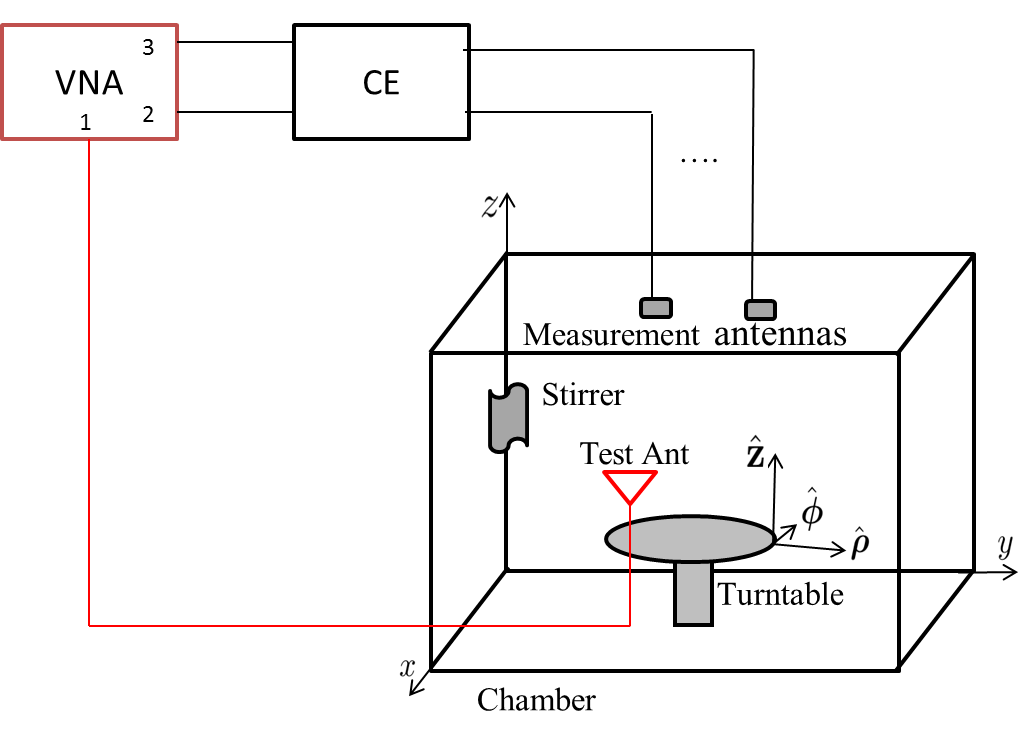 3
VNA
CE
1
2
....
z
Measurement antennas
Stirrer
Test Ant
ẑ
ϕ̂
ρ̂
y
Turntable
x
Chamber